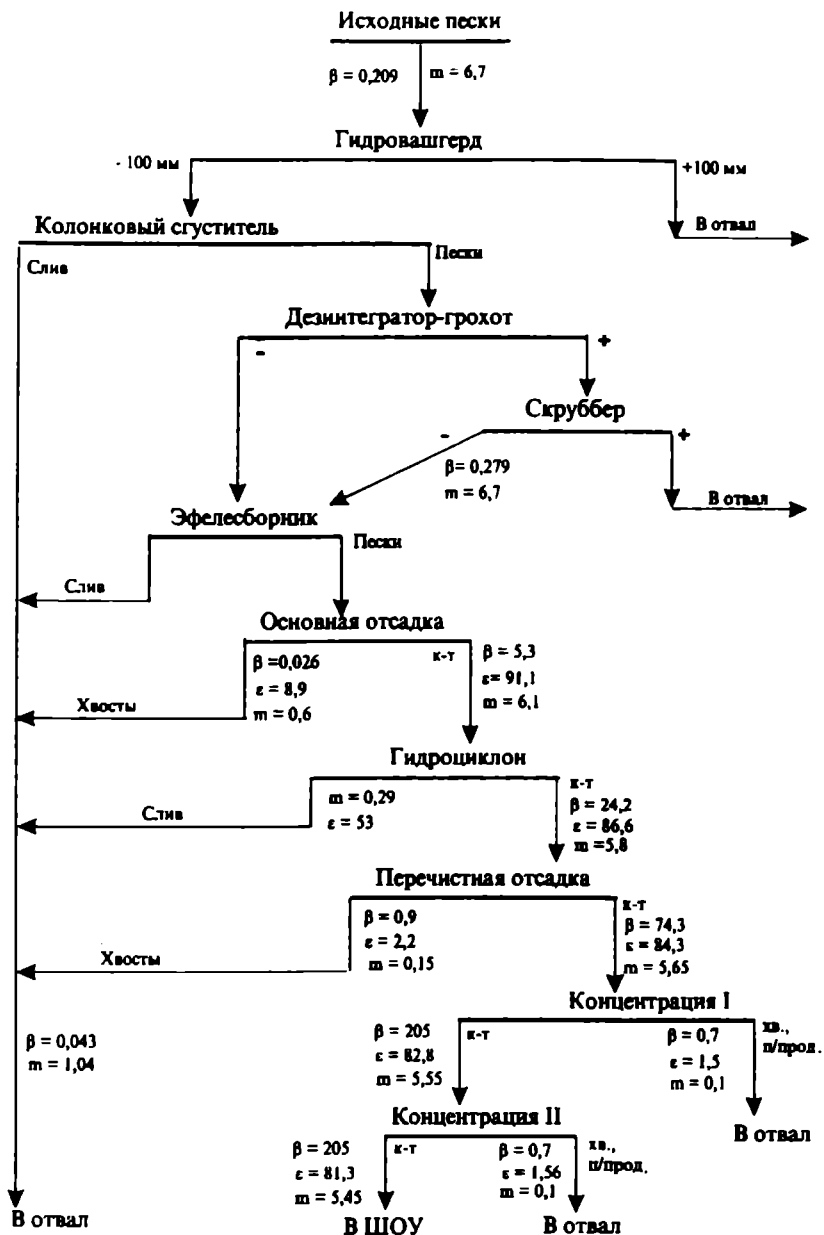 Исходные пески
β = 0,209
m = 6,7
Гидровашгерд
- 100 мм
+100 мм
Колонковый сгуститель
В отвал
Слив
Пески
Дезинтегратор-грохот
-
+
Скруббер
-
+
β= 0,279
m = 6,7
В отвал
Эфелесборник
Пески
Слив
Основная отсадка
β =0,026
ε = 8,9
m = 0,6
к-т
β = 5,3
ε= 91,1
m = 6,1
Хвосты
Гидроциклон
m = 0,29
ε = 53
к-т
β = 24,2
ε = 86,6
m =5,8
Слив
Перечистная отсадка
β = 0,9
ε = 2,2
m = 0,15
к-т
β = 74,3
ε = 84,3
m = 5,65
Хвосты
Концентрация I
β = 205
ε = 82,8
m = 5,55
к-т
β = 0,7
ε = 1,5
m = 0,1
хв.,
п/прод.
β = 0,043
m = 1,04
Концентрация II
В отвал
β = 205
ε = 81,3
m = 5,45
к-т
β = 0,7
ε = 1,56
m = 0,1
хв.,
п/прод.
В отвал
В ШОУ
В отвал